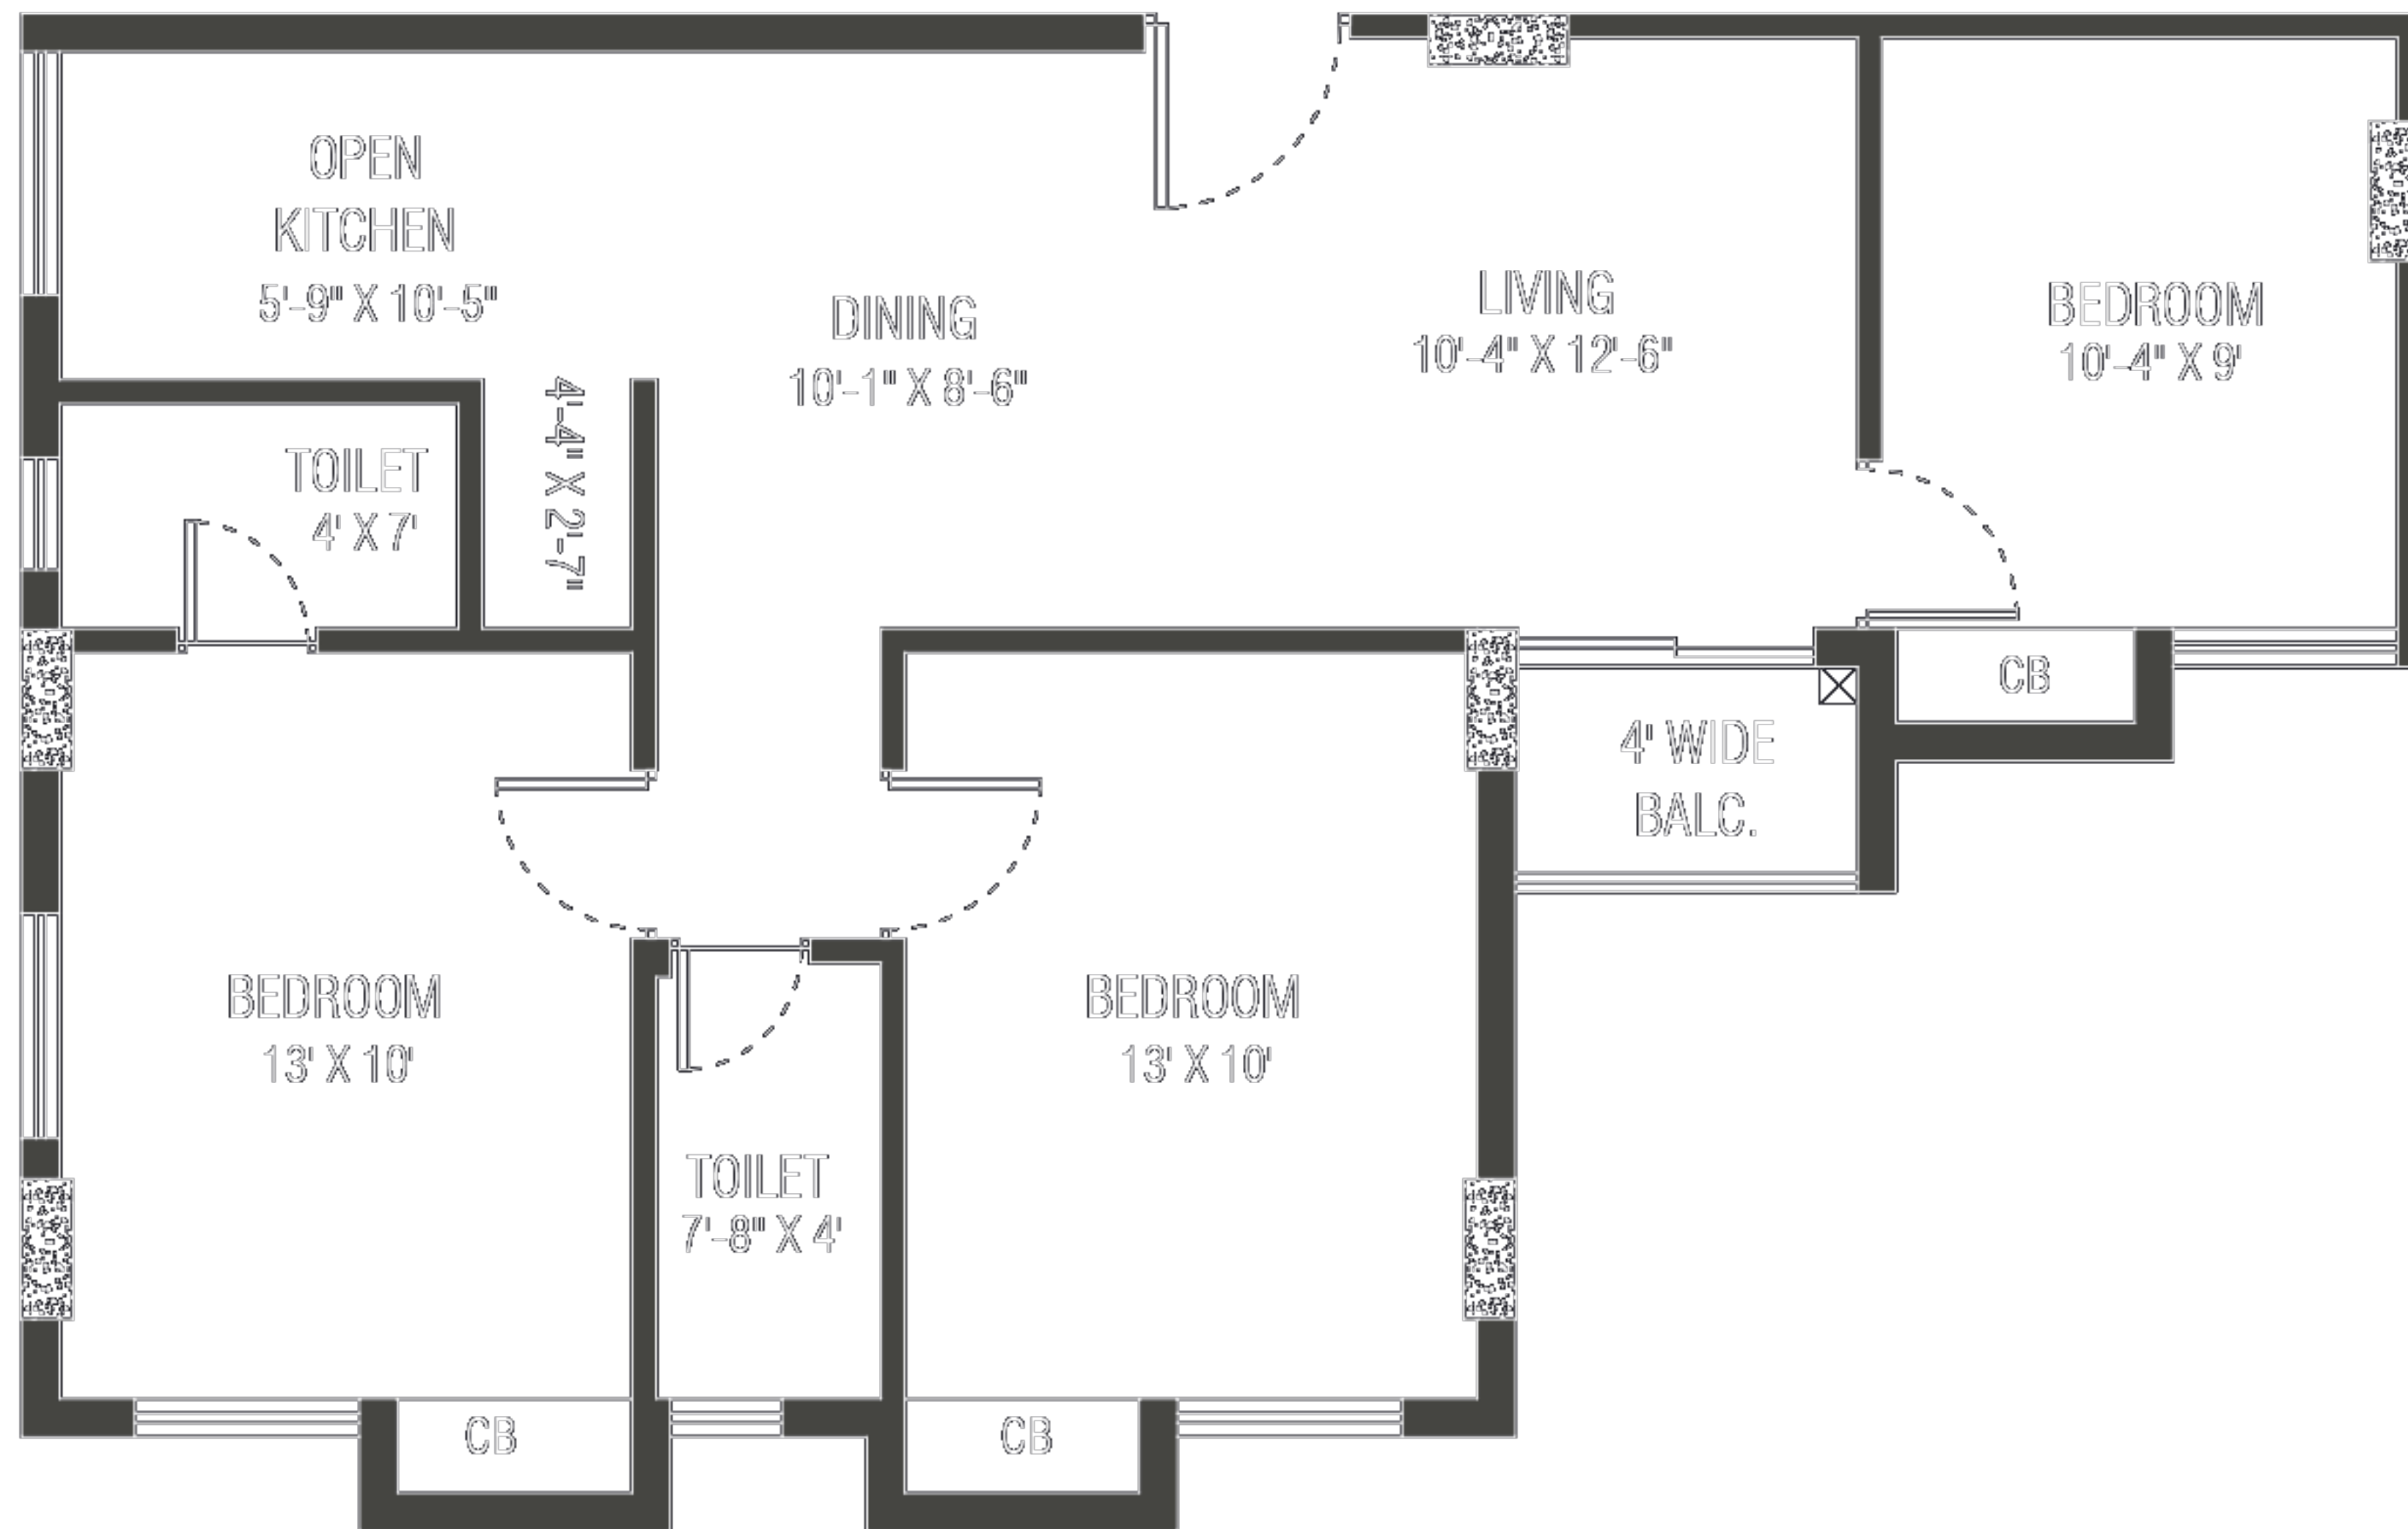 OPEN
KITCHEN
5'-9" X 10'-5"
DINING
10'-1" X 8'-6"
LIVING
10'-4" X 12'-6"
BEDROOM
10'-4" X 9'
TOILET
4' X 7'
4'-4" X 2'-7"
CB
4' WIDE
BALC.
BEDROOM
13' X 10'
TOILET
7'-8" X 4'
BEDROOM
13' X 10'
CB
CB